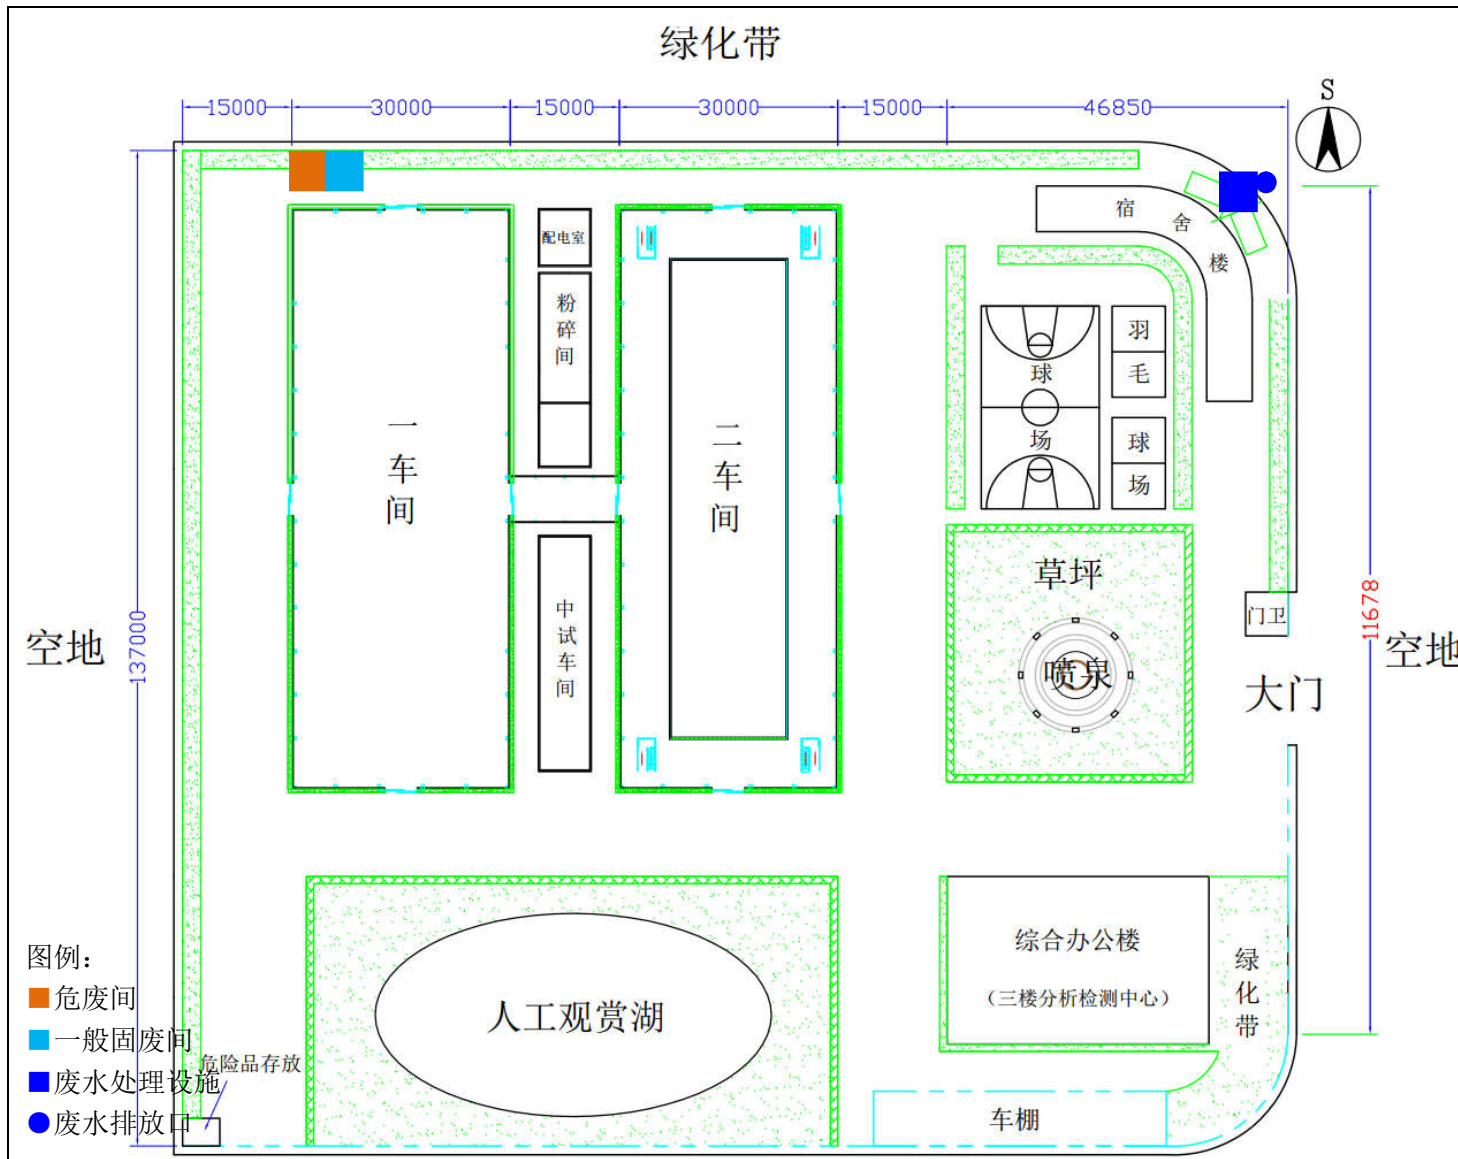 绿化带
15000
30000
15000
30000
15000
46850
S
宿舍楼
配电室
粉碎间
羽毛
球场
球场
一车间
二车间
中试车间
草坪
喷泉
门卫
大门
空地
137000
11678
空地
综合办公楼
（三楼分析检测中心）
绿化带
人工观赏湖
车棚
危险品存放
图例：
危废间
一般固废间
废水处理设施
废水排放口